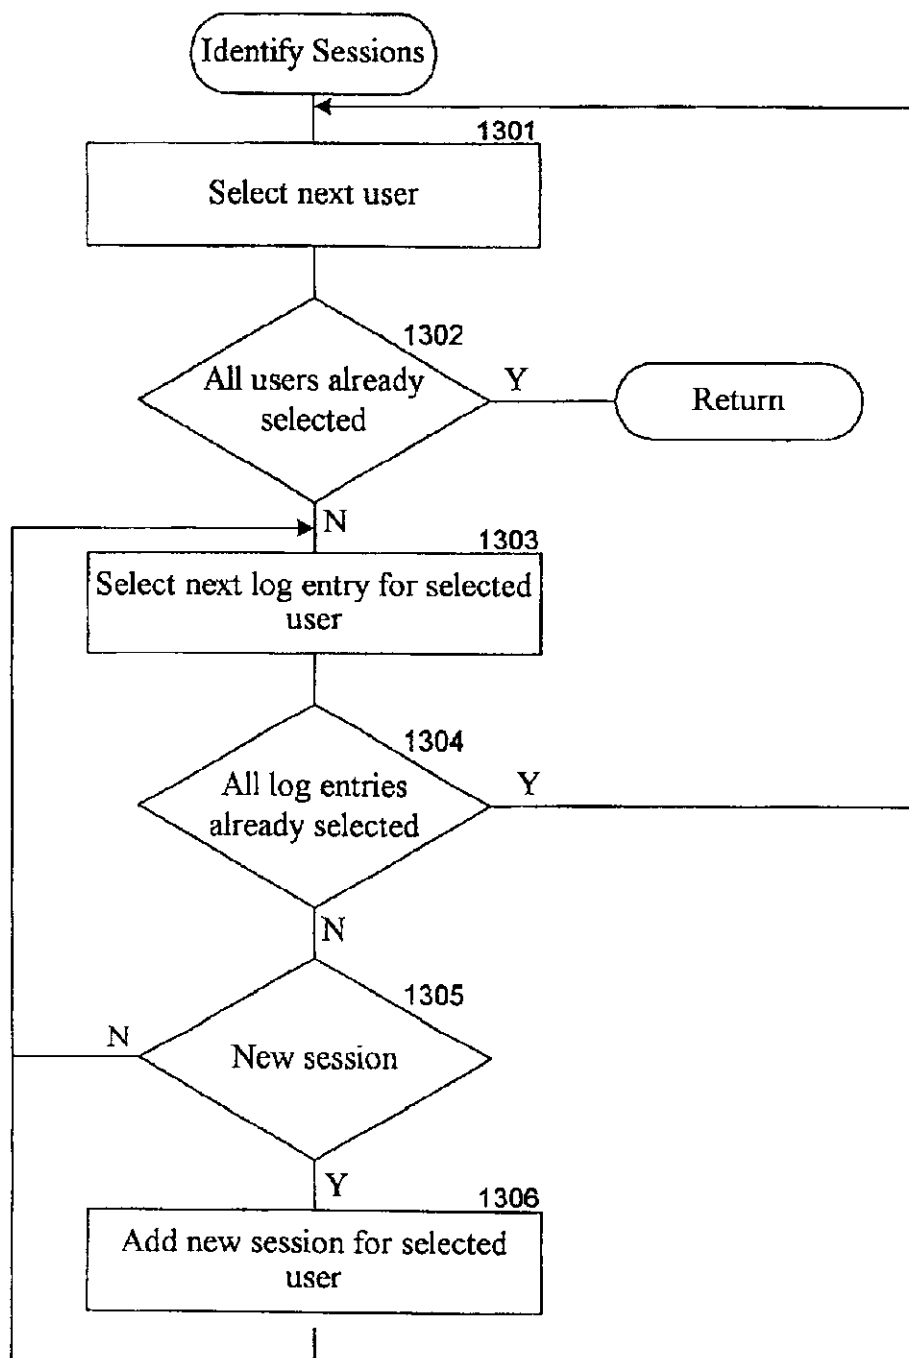 Identify Sessions
1301
Select next user
1302
All users already
selected
Y
Return
N
1303
Select next log entry for selected
user
1304
All log entries
already selected
Y
N
1305
New session
N
Y
1306
Add new session for selected
user